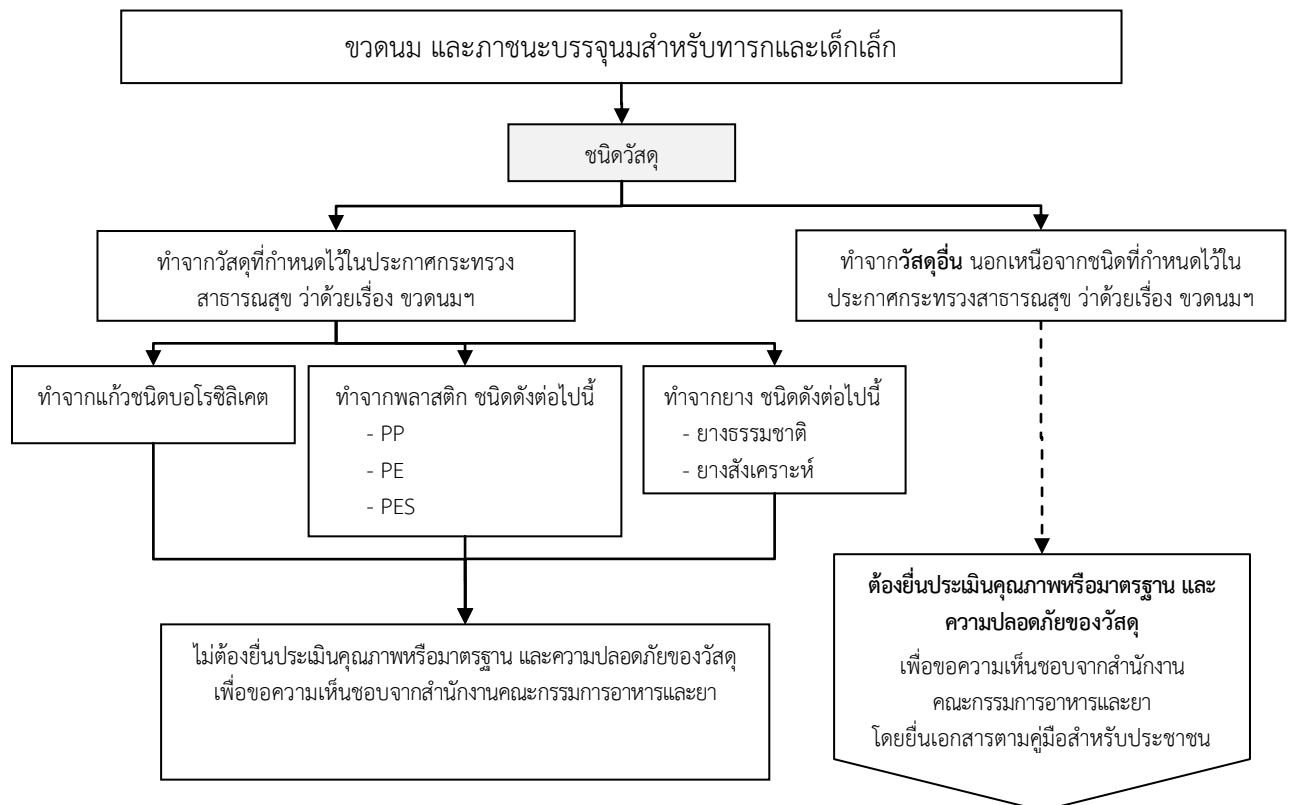 ขวดนม และภาชนะบรรจุนมสำหรับทารกและเด็กเล็ก
ชนิดวัสดุ
ทำจากวัสดุที่กำหนดไว้ในประกาศกระทรวง
สาธารณสุข ว่าด้วยเรื่อง ขวดนมฯ
ทำจากวัสดุอื่น นอกเหนือจากชนิดที่กำหนดไว้ใน
ประกาศกระทรวงสาธารณสุข ว่าด้วยเรื่อง ขวดนมฯ
ทำจากแก้วชนิดบอโรซิลิเคต
ทำจากพลาสติก ชนิดดังต่อไปนี้
- PP
- PE
- PES
ทำจากยาง ชนิดดังต่อไปนี้
- ยางธรรมชาติ
- ยางสังเคราะห์
ไม่ต้องยื่นประเมินคุณภาพหรือมาตรฐาน และความปลอดภัยของวัสดุ
เพื่อขอความเห็นชอบจากสำนักงานคณะกรรมการอาหารและยา
ต้องยื่นประเมินคุณภาพหรือมาตรฐาน และ
ความปลอดภัยของวัสดุ
เพื่อขอความเห็นชอบจากสำนักงาน
คณะกรรมการอาหารและยา
โดยยื่นเอกสารตามคู่มือสำหรับประชาชน